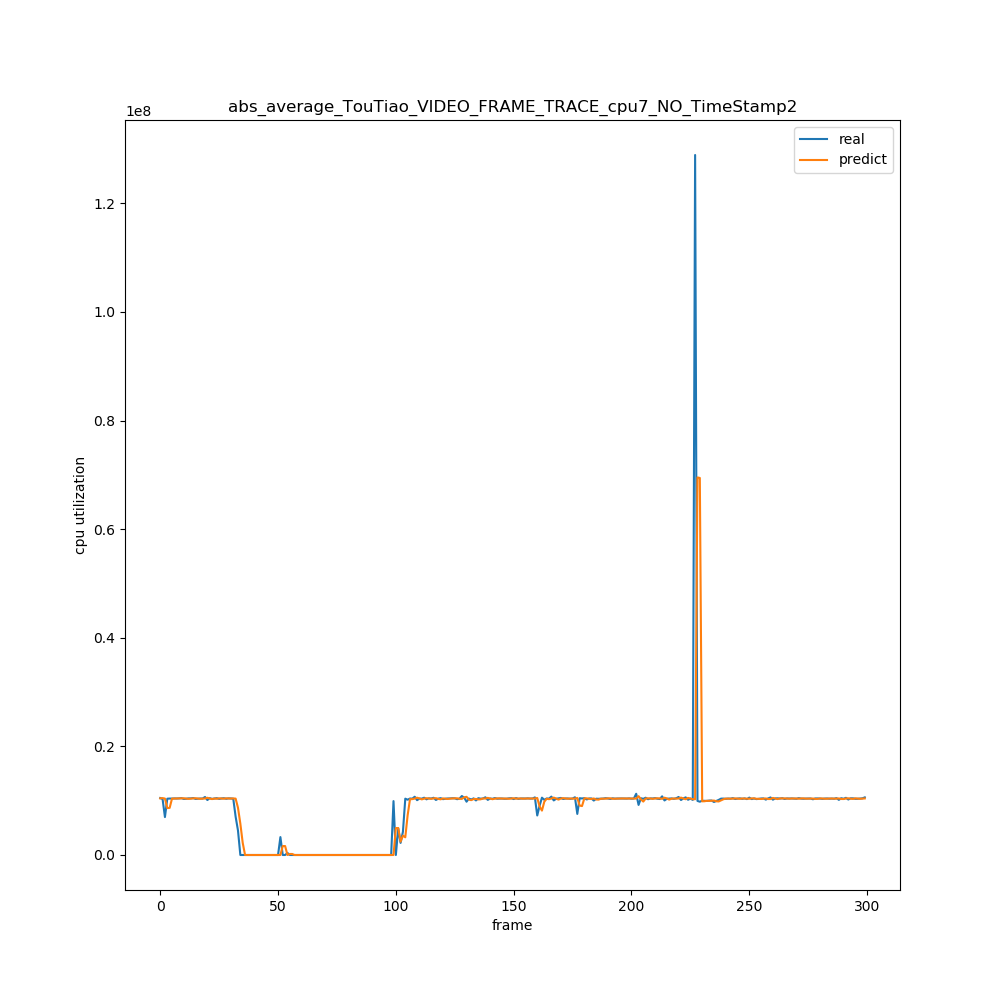 abs_average_TouTiao_VIDEO_FRAME_TRACE_cpu7_NO_TimeStamp2
1e8
real
predict
1.2
1.0
0.8
0.6
0.4
0.2
0.0
cpu utilization
0 50 100 150 200 250 300
frame